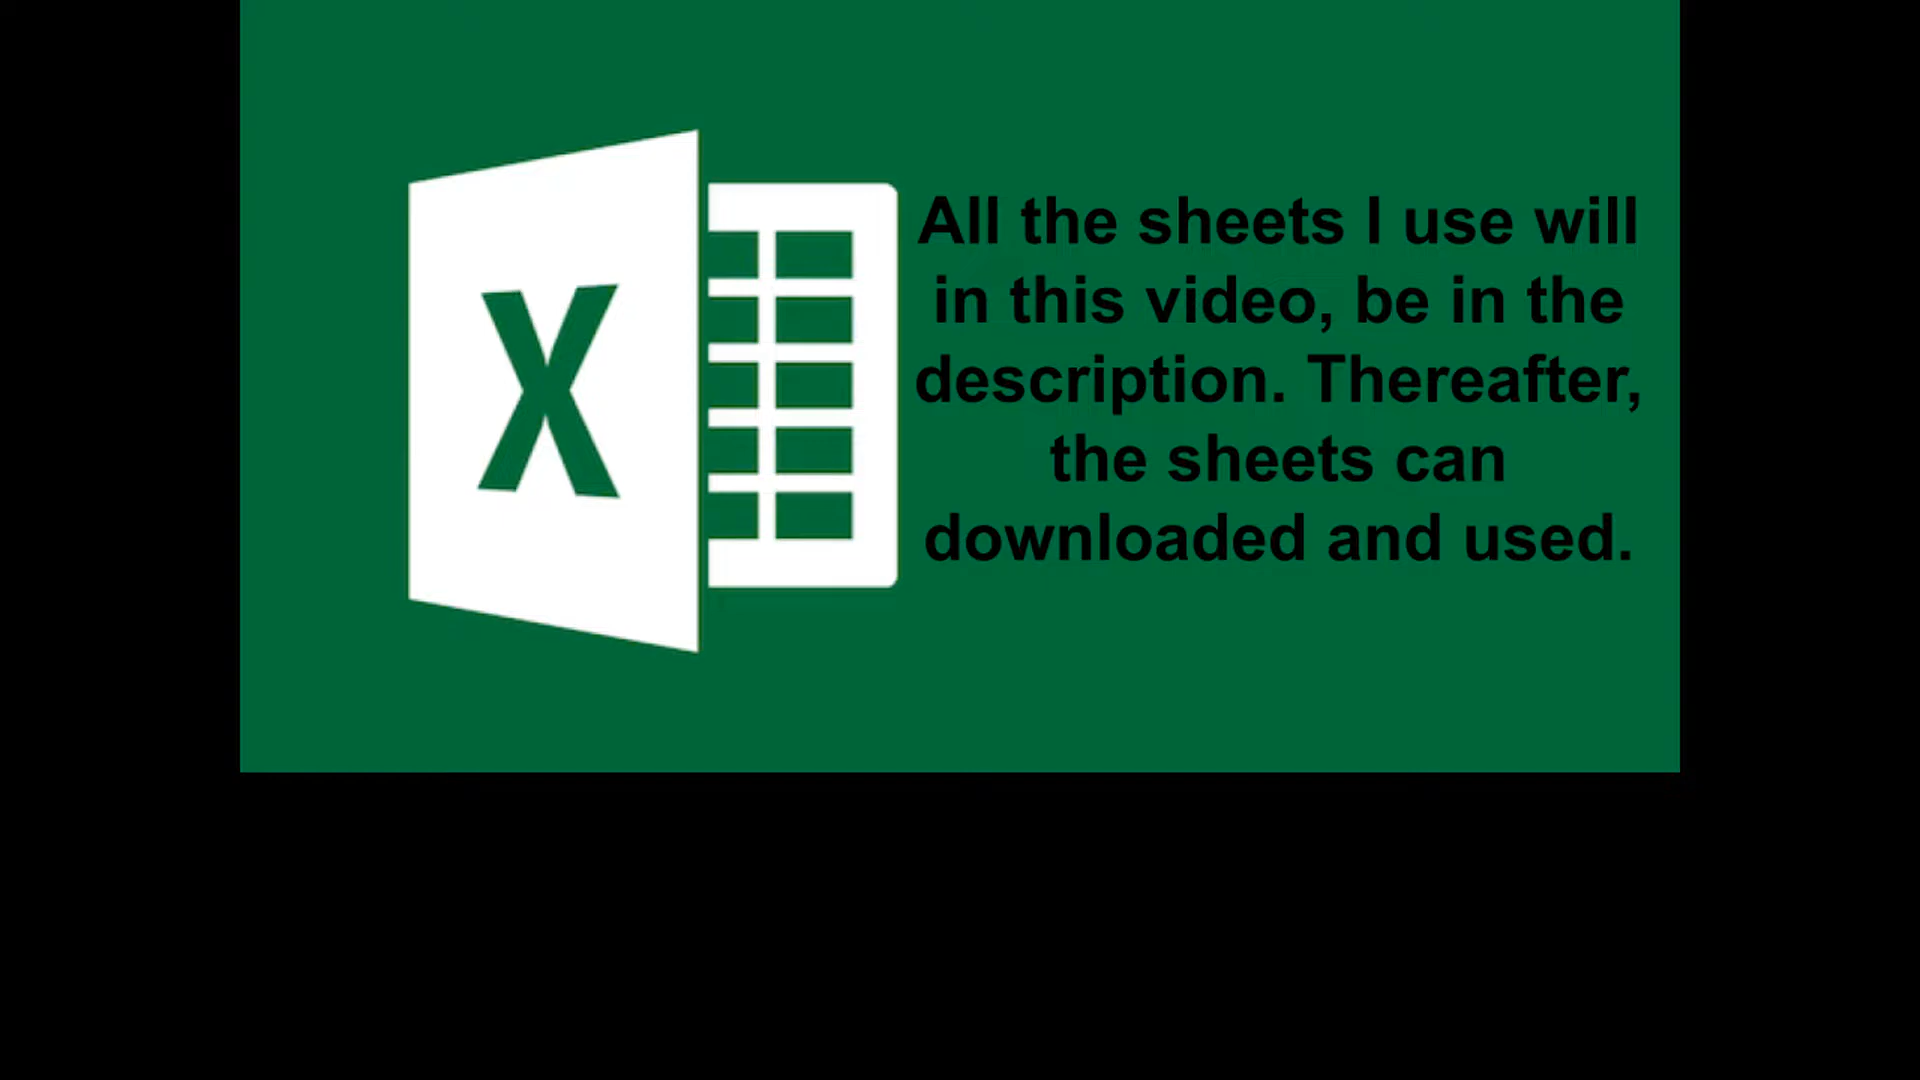 X
All the sheets I use will
in this video, be in the
description. Thereafter,
the sheets can
downloaded and used.